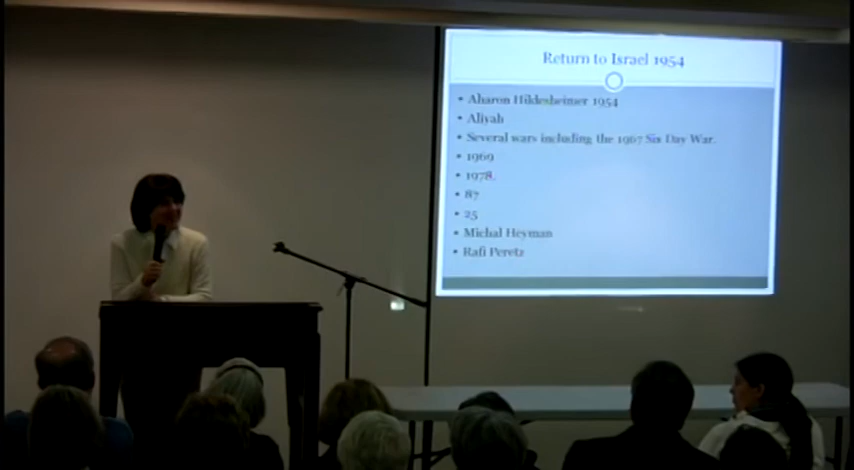 Return to Israel 1954
• Aharon Hildesheimer 1954
• Aliyah
• Several wars including the 1967 Six Day War.
• 1969
• 1978.
• 87
• 25
• Michal Heyman
• Rafi Peretz